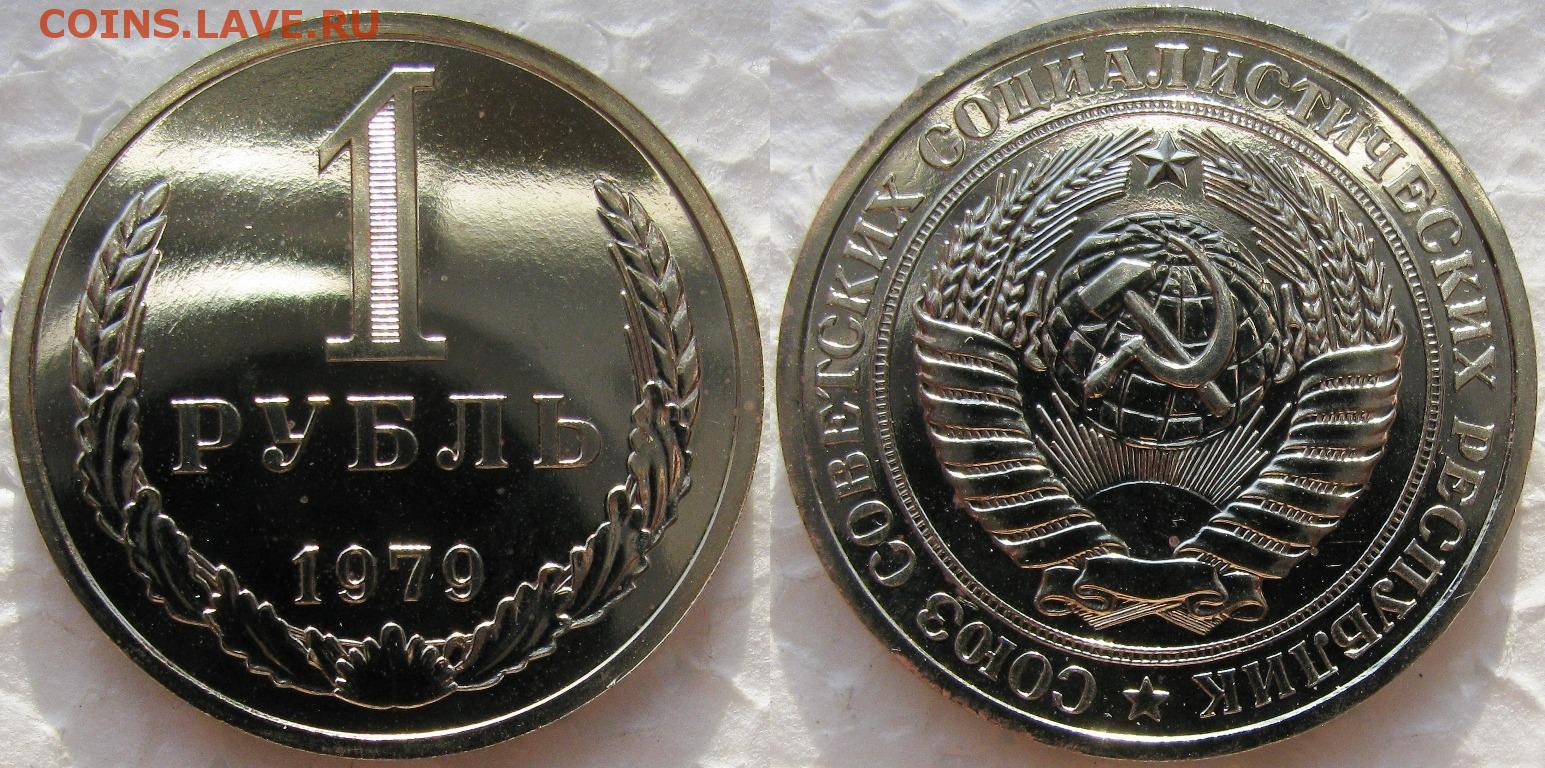 COINS.LAVE.RU
1
РУБЛЬ
1979
СОЮЗ СОВЕТСКИХ СОЦИАЛИСТИЧЕСКИХ РЕСПУБЛИК